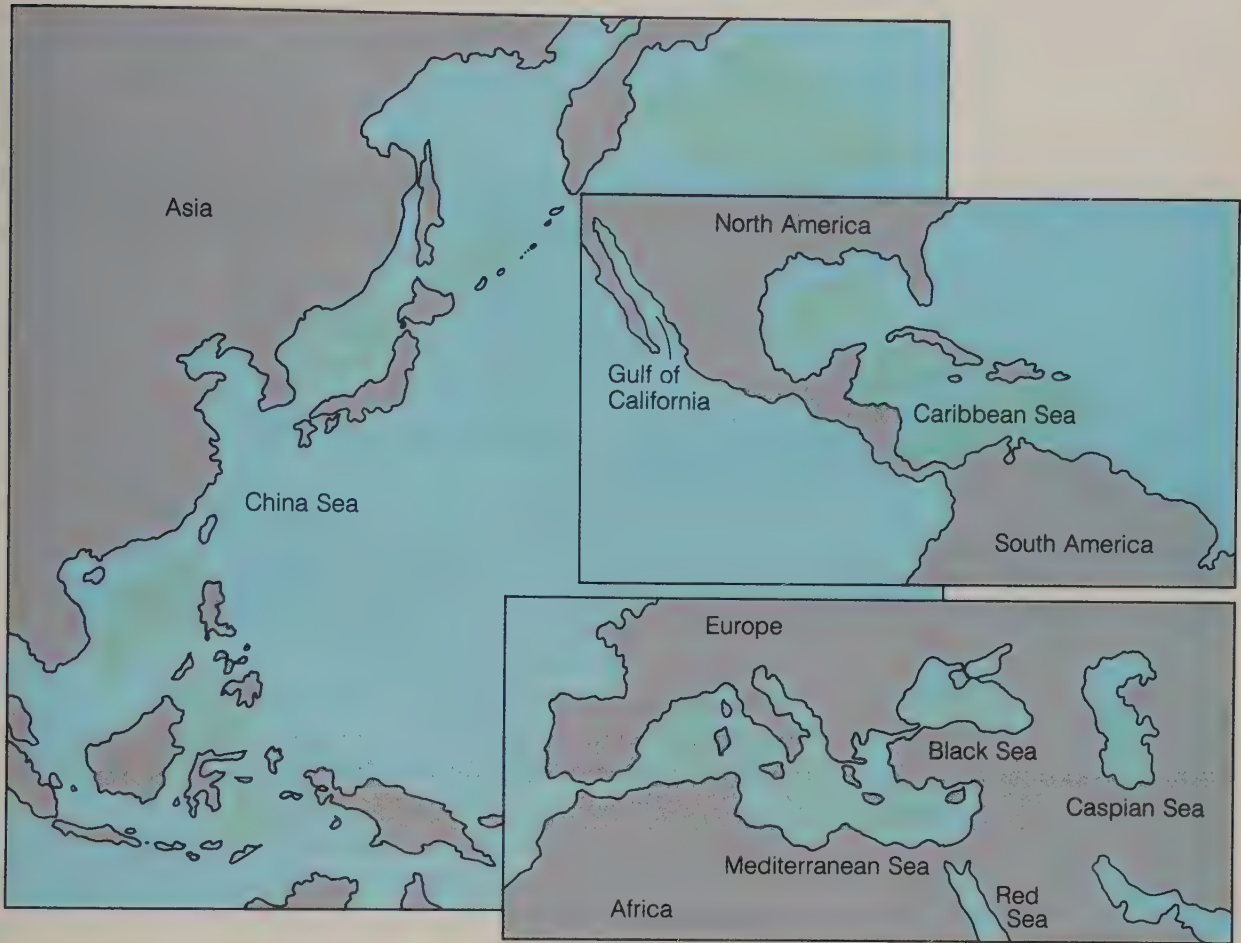 Asia
North America
Gulf of
California
Caribbean Sea
China Sea
South America
Europe
Black Sea
Caspian Sea
Mediterranean Sea
Red
Sea
Africa